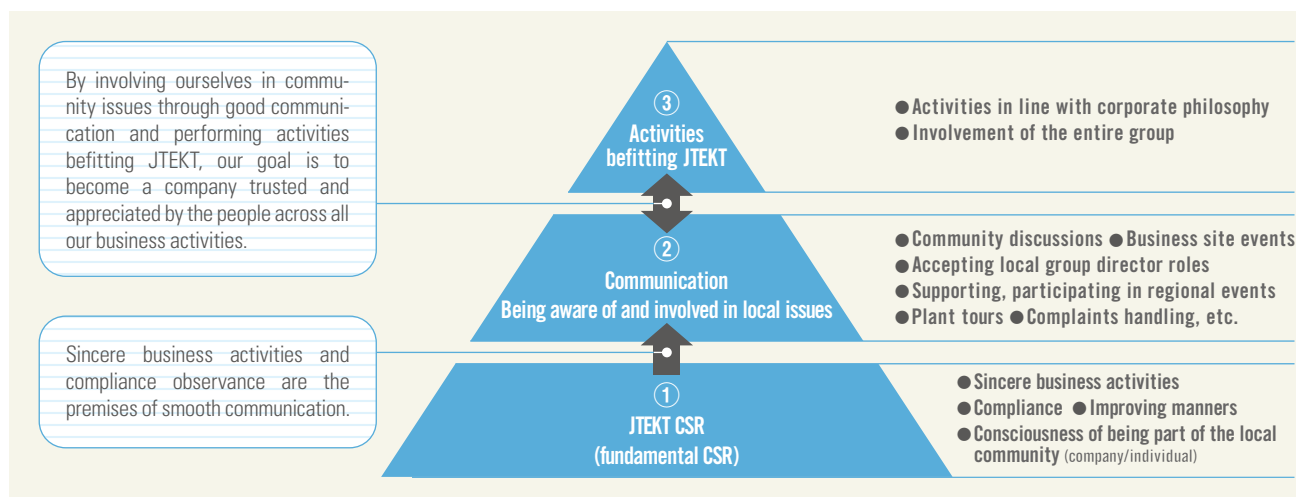 By involving ourselves in commu-
nity issues through good communi-
cation and performing activities
befitting JTEKT, our goal is to
become a company trusted and
appreciated by the people across all
our business activities.
Sincere business activities and
compliance observance are the
premises of smooth communication.
③
Activities
befitting JTEKT
②
Communication
Being aware of and involved in local issues
①
JTEKT CSR
(fundamental CSR)
●Activities in line with corporate philosophy
●Involvement of the entire group
●Community discussions ●Business site events
●Accepting local group director roles
●Supporting, participating in regional events
●Plant tours ●Complaints handling, etc.
●Sincere business activities
●Compliance ●Improving manners
●Consciousness of being part of the local
community (company/individual)